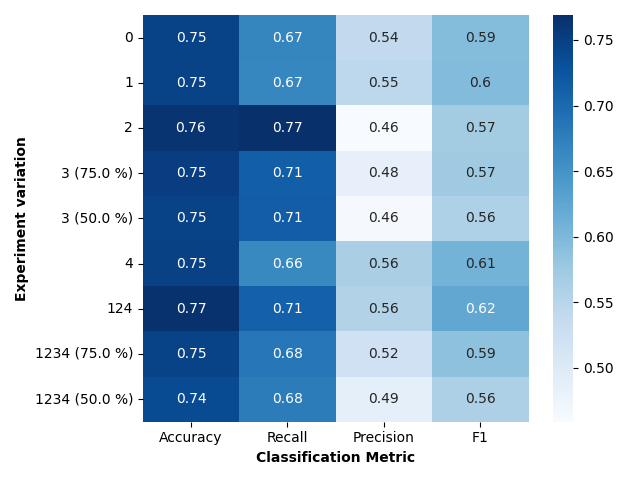 0 0.75 0.67 0.54 0.59
1 0.75 0.67 0.55 0.6
2 0.76 0.77 0.46 0.57
3 (75.0 %) 0.75 0.71 0.48 0.57
3 (50.0 %) 0.75 0.71 0.46 0.56
4 0.75 0.66 0.56 0.61
124 0.77 0.71 0.56 0.62
1234 (75.0 %) 0.75 0.68 0.52 0.59
1234 (50.0 %) 0.74 0.68 0.49 0.56
Accuracy Recall Precision F1
Classification Metric
Experiment variation
0.75
0.70
0.65
0.60
0.55
0.50